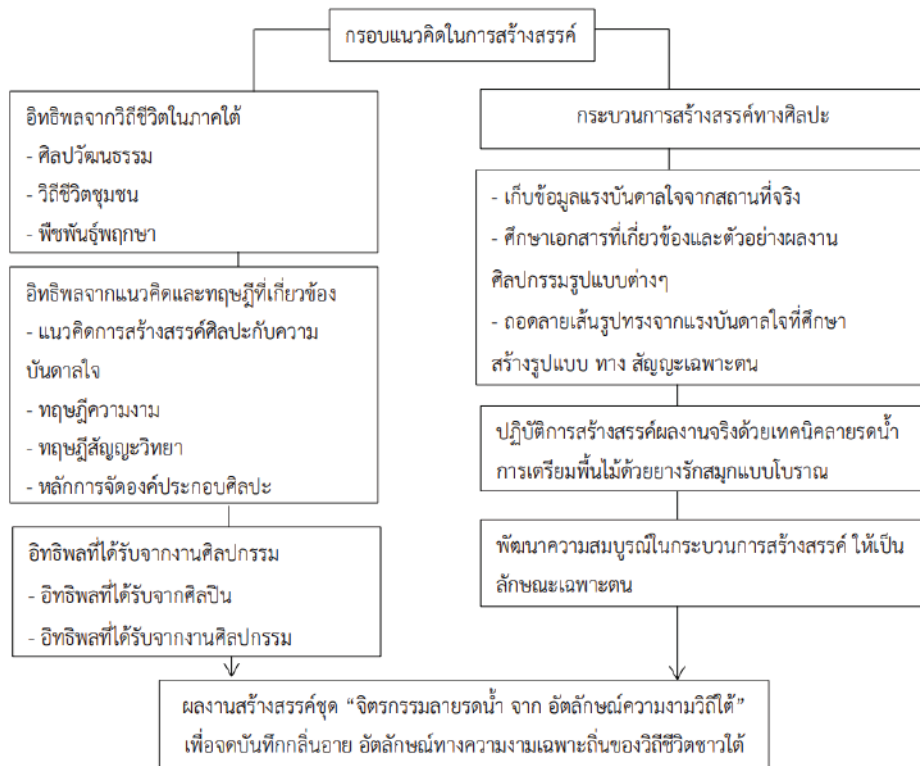 กรอบแนวคิดในการสร้างสรรค์
อิทธิพลจากวิถีชีวิตในภาคใต้
- ศิลปวัฒนธรรม
- วิถีชีวิตชุมชน
- พืชพันธุ์พฤกษา
อิทธิพลจากแนวคิดและทฤษฎีที่เกี่ยวข้อง
- แนวคิดการสร้างสรรค์ศิลปะกับความ
บันดาลใจ
- ทฤษฎีความงาม
- ทฤษฎีสัญญะวิทยา
- หลักการจัดองค์ประกอบศิลปะ
อิทธิพลที่ได้รับจากงานศิลปกรรม
- อิทธิพลที่ได้รับจากศิลปิน
- อิทธิพลที่ได้รับจากงานศิลปกรรม
กระบวนการสร้างสรรค์ทางศิลปะ
- เก็บข้อมูลแรงบันดาลใจจากสถานที่จริง
- ศึกษาเอกสารที่เกี่ยวข้องและตัวอย่างผลงาน
ศิลปกรรมรูปแบบต่างๆ
- ถอดลายเส้นรูปทรงจากแรงบันดาลใจที่ศึกษา
สร้างรูปแบบ ทาง สัญญะเฉพาะตน
ปฏิบัติการสร้างสรรค์ผลงานจริงด้วยเทคนิคลายรดน้ำ
การเตรียมพื้นไม้ด้วยยางรักสมุกแบบโบราณ
พัฒนาความสมบูรณ์ในกระบวนการสร้างสรรค์ ให้เป็น
ลักษณะเฉพาะตน
ผลงานสร้างสรรค์ชุด “จิตรกรรมลายรดน้ำ จาก อัตลักษณ์ความงามวิถีใต้”
เพื่อจดบันทึกกลิ่นอาย อัตลักษณ์ทางความงามเฉพาะถิ่นของวิถีชีวิตชาวใต้